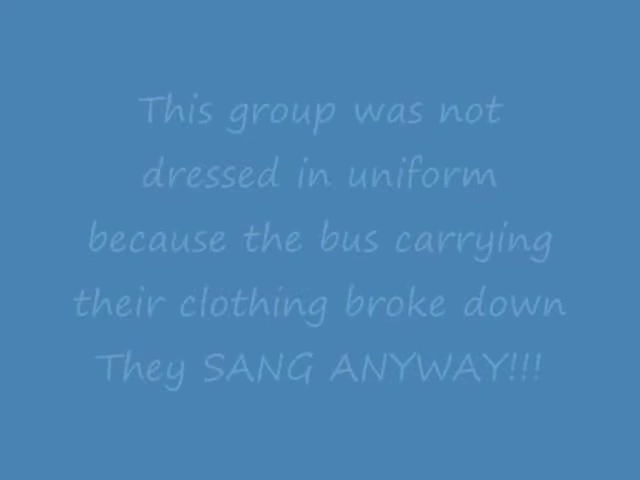 This group was not
dressed in uniform
because the bus carrying
their clothing broke down
They SANG ANYWAY!!!